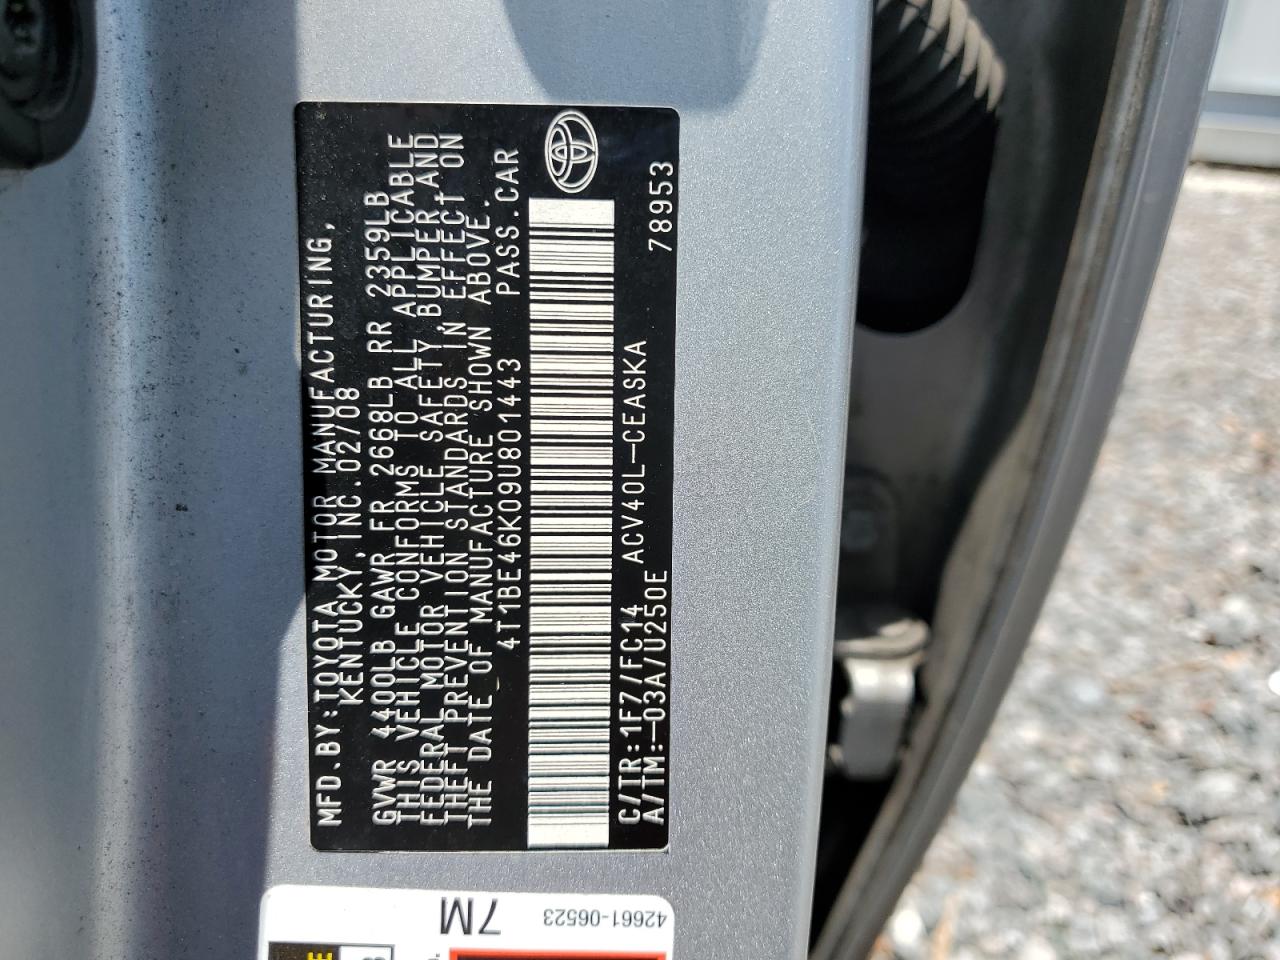 MFD.BY:TOYOTA MOTOR MANUFACTURING,
KENTUCKY, INC. 02/08
GVWR 4400LB GAWR FR 2668LB RR 2359LB
THIS VEHICLE CONFORMS TO ALL APPLICABLE
FEDERAL MOTOR VEHICLE SAFETY, BUMPER, AND
THEFT PREVENTION STANDARDS IN EFFECT ON
THE DATE OF MANUFACTURE SHOWN ABOVE.
4T1BE46K09U801443 PASS.CAR
C/TR:1F7/FC14 ACV40L-CEASKA 78953
A/TM:-03A/U250E
42661-06523
7M